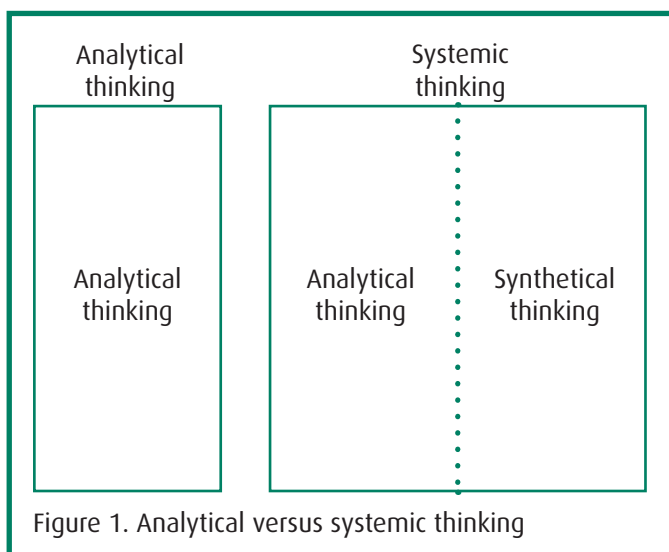 Analytical
thinking
Systemic
thinking
Analytical
thinking
Analytical
thinking
Synthetical
thinking
Figure 1. Analytical versus systemic thinking